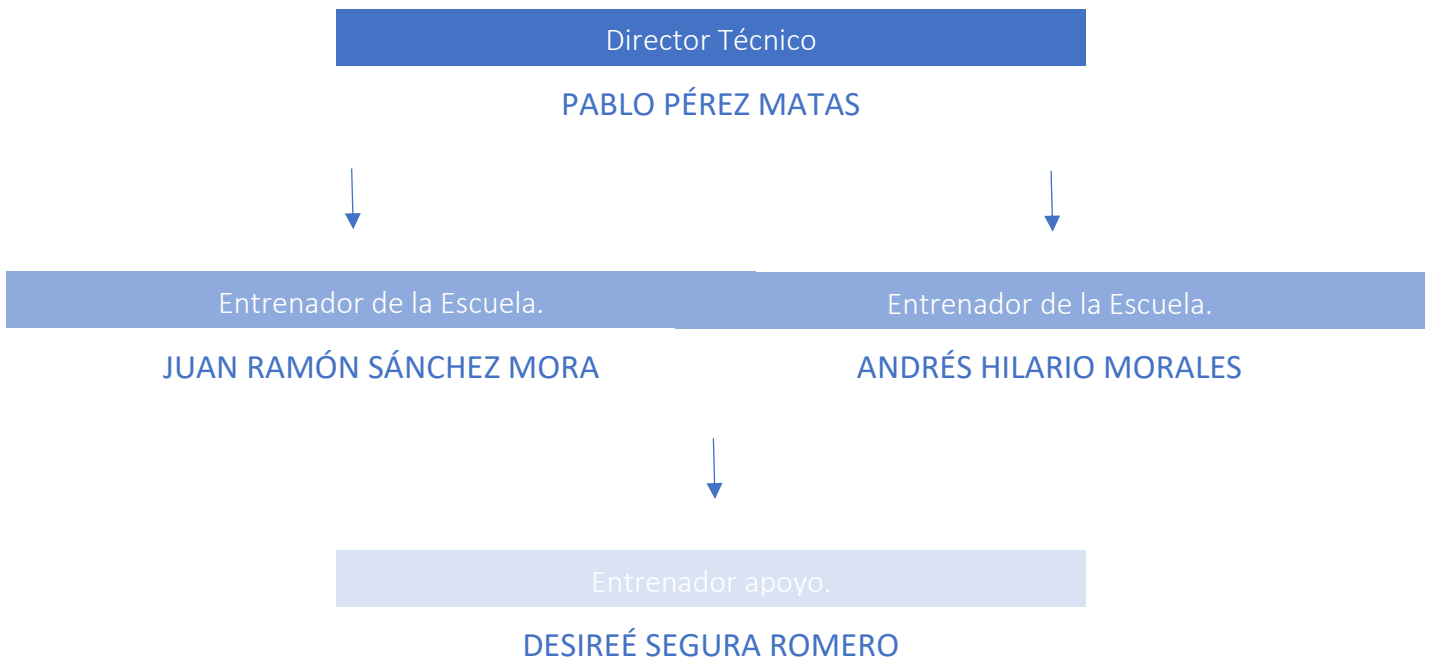 Director Técnico
PABLO PÉREZ MATAS
Entrenador de la Escuela.
Entrenador de la Escuela.
JUAN RAMÓN SÁNCHEZ MORA
ANDRÉS HILARIO MORALES
Entrenador apoyo.
DESIREÉ SEGURA ROMERO